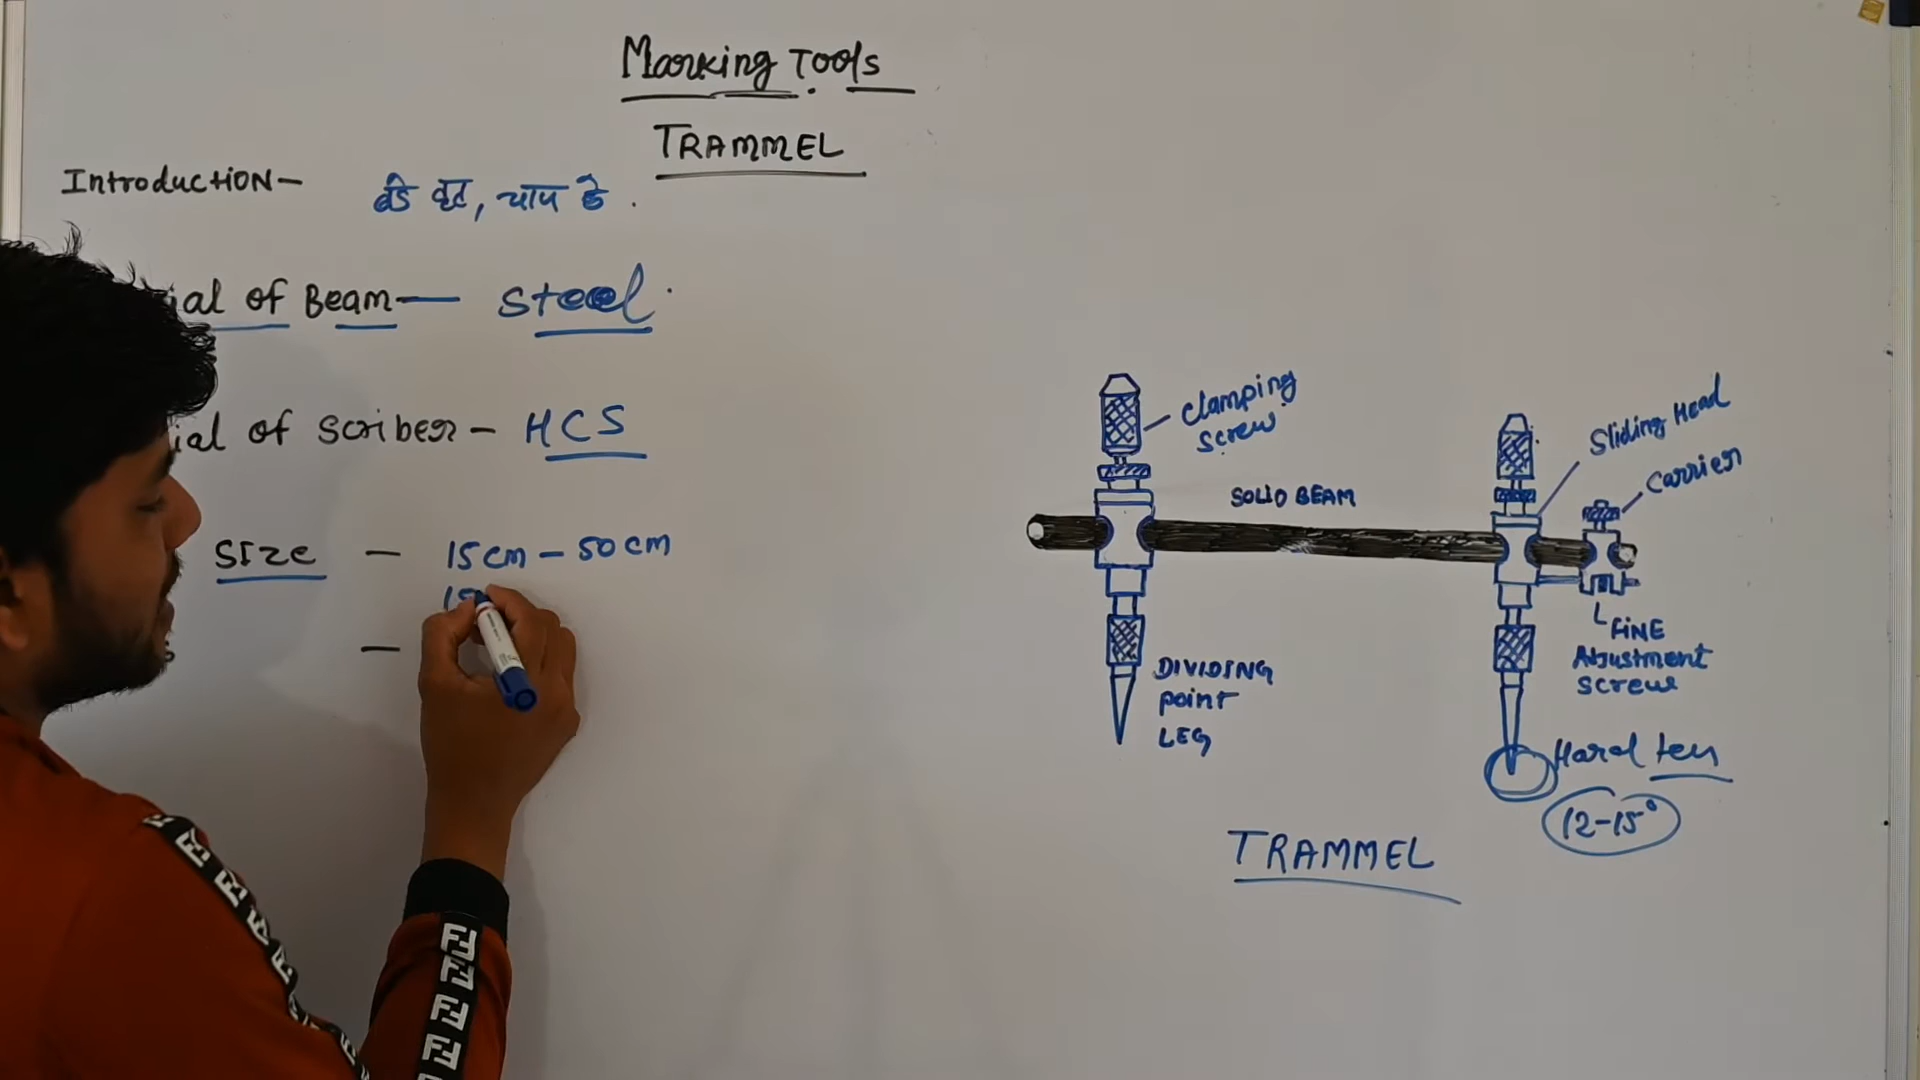 Marking Tools
TRAMMEL
Introduction-
बडे वृत, चाप के .
ial of Beam — Steel
ial of Scriber - HCS
Size - 15cm - 50cm
15
-
Clamping
Screw
SOLID BEAM
Sliding Head
Carrier
FINE
Adjustment
Screw
DIVIDING
point
LEG
Hard ten
12-15°
TRAMMEL